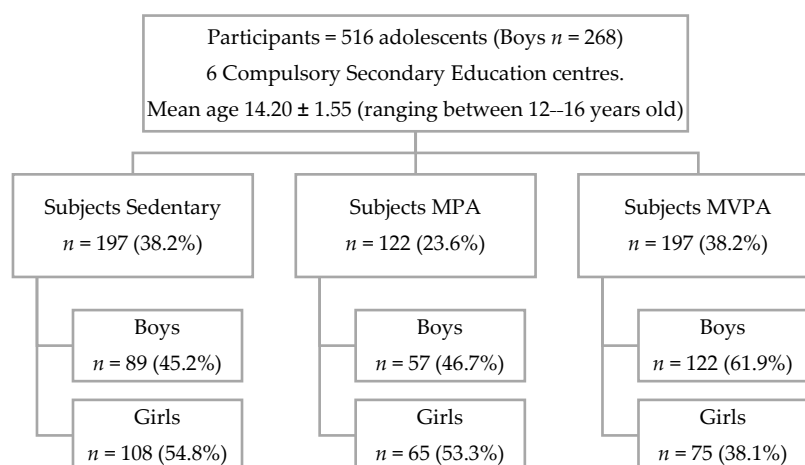 Participants = 516 adolescents (Boys n = 268)
6 Compulsory Secondary Education centres.
Mean age 14.20 ± 1.55 (ranging between 12--16 years old)
Subjects Sedentary
n = 197 (38.2%)
Subjects MPA
n = 122 (23.6%)
Subjects MVPA
n = 197 (38.2%)
Boys
n = 89 (45.2%)
Boys
n = 57 (46.7%)
Boys
n = 122 (61.9%)
Girls
n = 108 (54.8%)
Girls
n = 65 (53.3%)
Girls
n = 75 (38.1%)